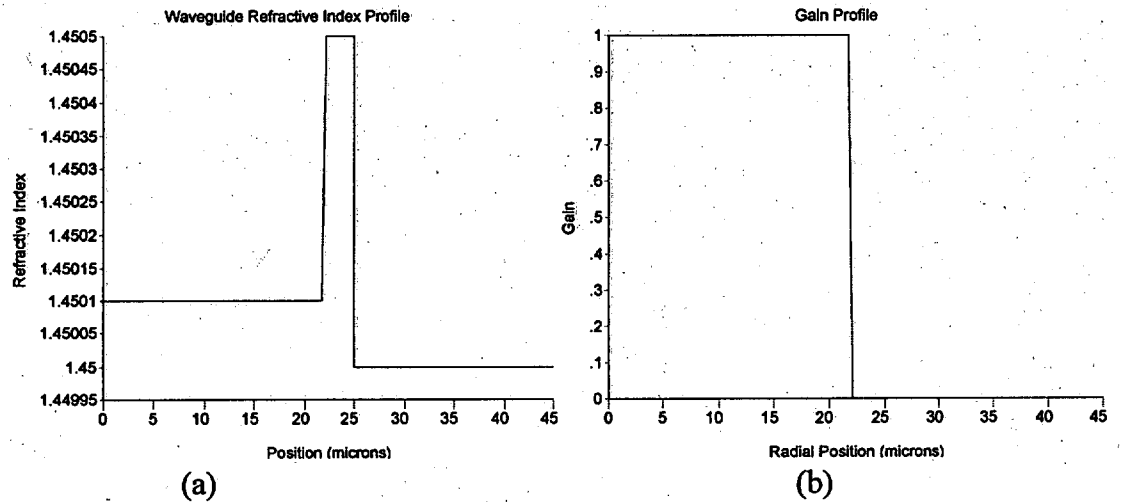 Waveguide Refractive Index Profile
1.4505
1.45045
1.4504
1.45035
1.4503
1.45025
1.4502
1.45015
1.4501
1.45005
1.45
1.44995
Refractive Index
0 5 10 15 20 25 30 35 40 45
Position (microns)
(a)
Gain Profile
1
.9
.8
.7
.6
.5
.4
.3
.2
.1
0
Gain
0 5 10 15 20 25 30 35 40 45
Radial Position (microns)
(b)